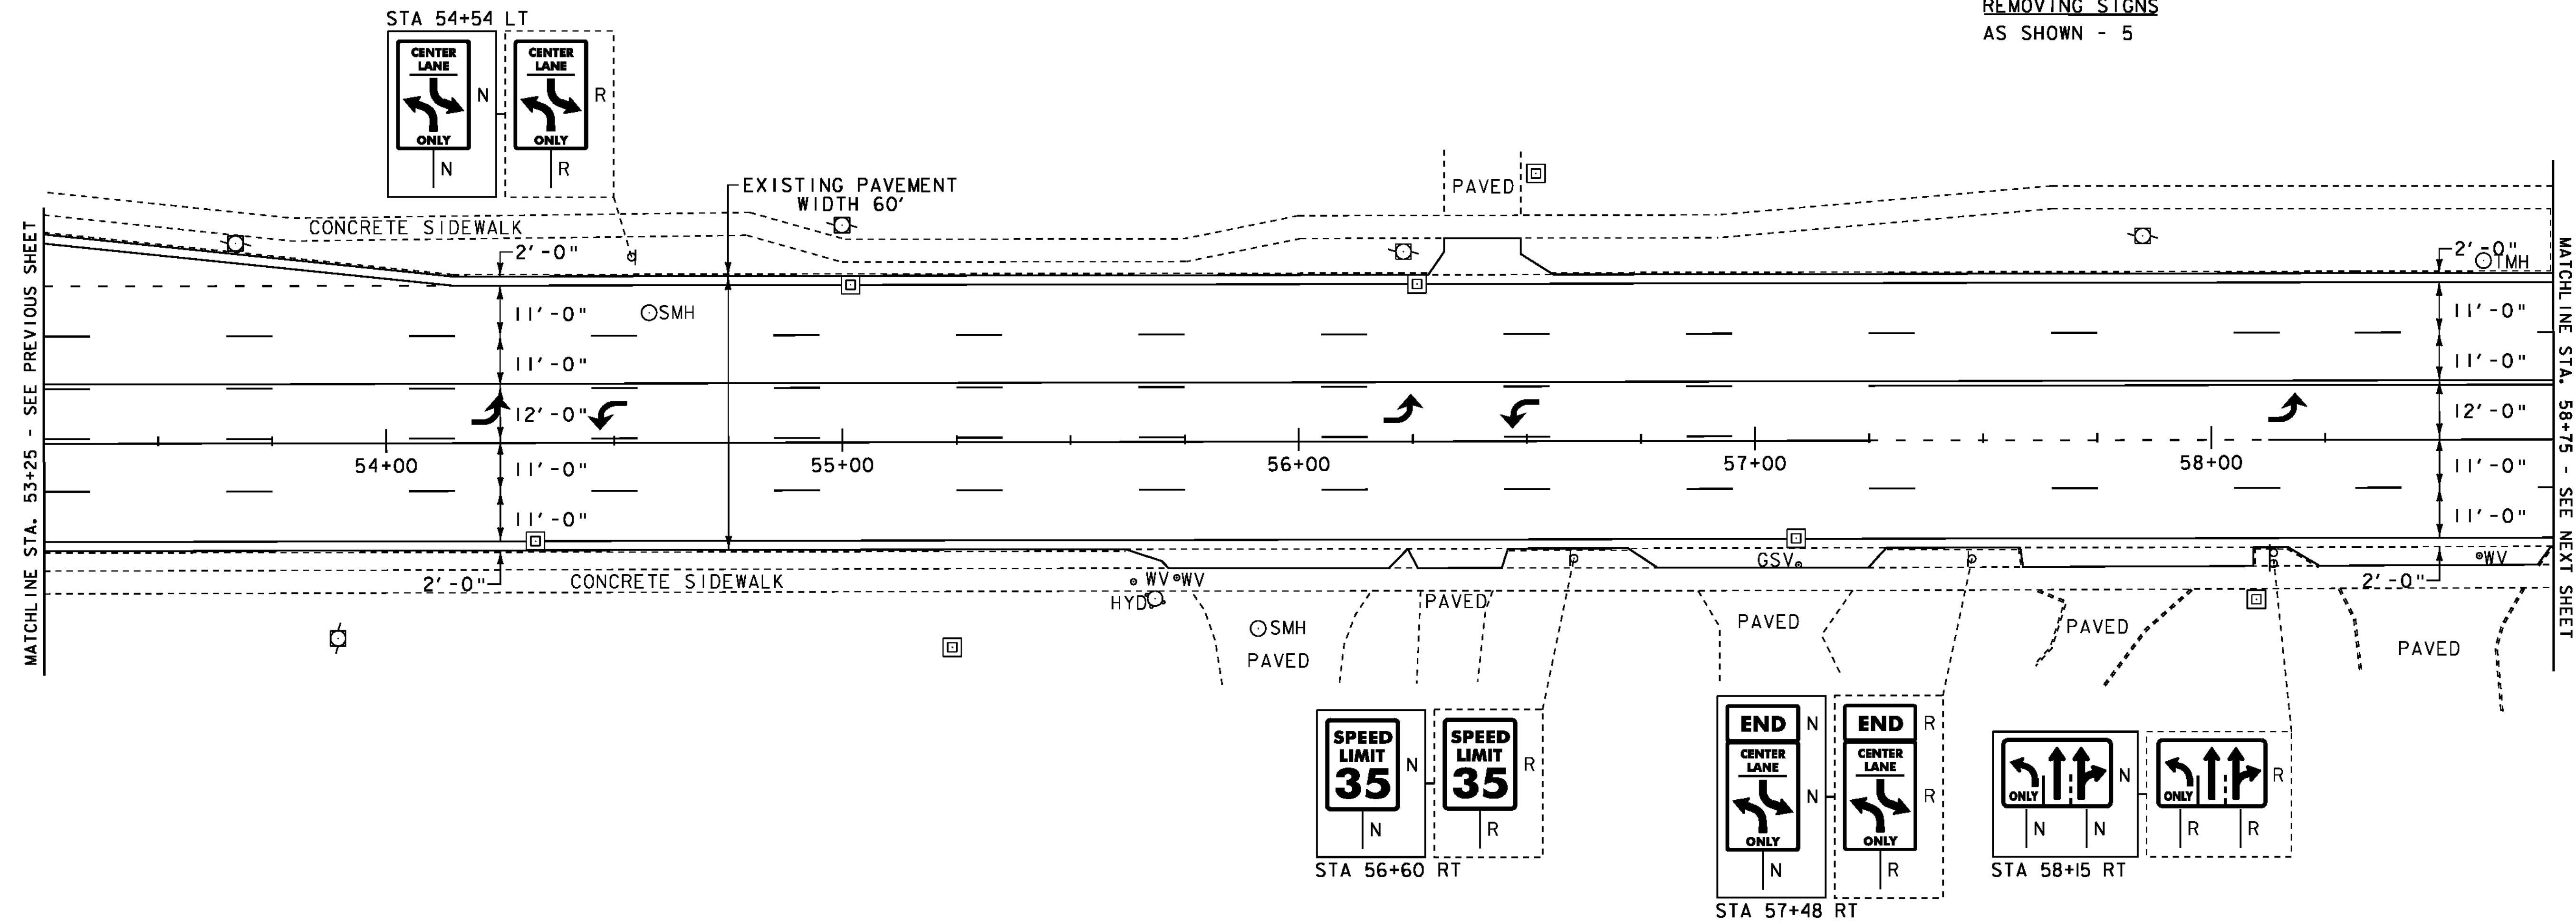 REMOVING SIGNS
AS SHOWN - 5
STA 54+54 LT
CENTER
LANE
ONLY
N
N
CENTER
LANE
ONLY
R
R
EXISTING PAVEMENT
WIDTH 60'
PAVED
CONCRETE SIDEWALK
2'-0"
2'-0"
TMH
MATCHLINE STA. 53+25 - SEE PREVIOUS SHEET
MATCHLINE STA. 58+75 - SEE NEXT SHEET
11'-0"
SMH
11'-0"
11'-0"
11'-0"
12'-0"
12'-0"
54+00
55+00
56+00
57+00
58+00
11'-0"
11'-0"
11'-0"
11'-0"
2'-0"
CONCRETE SIDEWALK
WV
WV
GSV
WV
2'-0"
HYD
PAVED
SMH
PAVED
PAVED
PAVED
PAVED
SPEED
LIMIT
35
N
N
SPEED
LIMIT
35
R
R
STA 56+60 RT
END
N
CENTER
LANE
ONLY
N
N
END
R
CENTER
LANE
ONLY
R
R
STA 57+48 RT
ONLY
N
N
N
ONLY
R
R
R
STA 58+15 RT